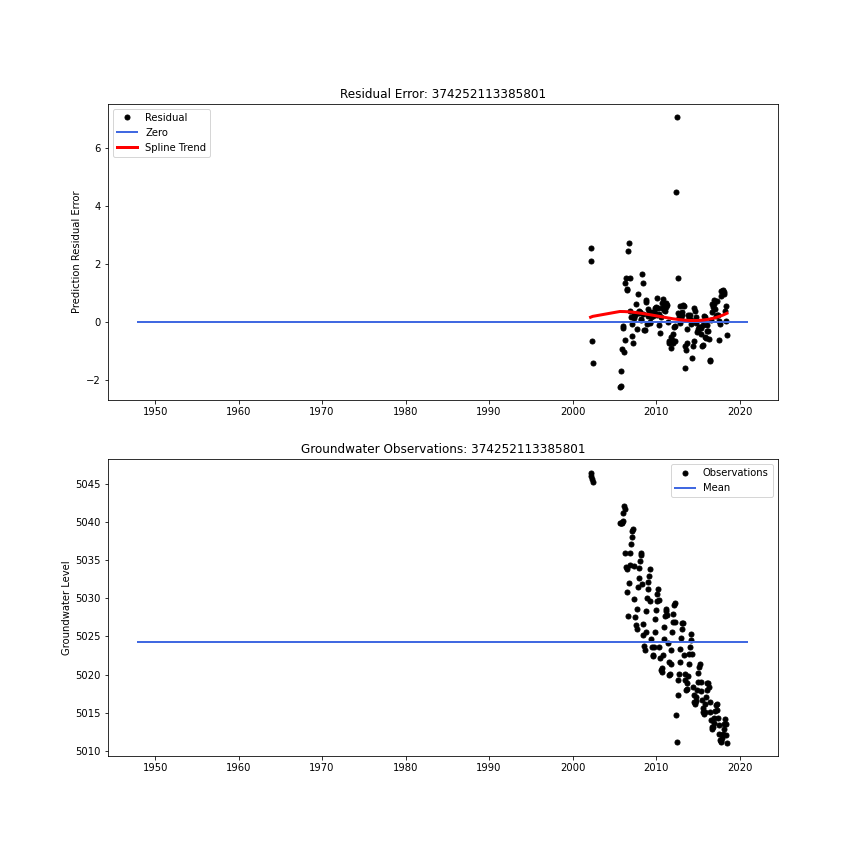 Residual Error: 374252113385801
Residual
Zero
Spline Trend
Prediction Residual Error
6
4
2
0
−2
1950 1960 1970 1980 1990 2000 2010 2020
Groundwater Observations: 374252113385801
Observations
Mean
Groundwater Level
5045
5040
5035
5030
5025
5020
5015
5010
1950 1960 1970 1980 1990 2000 2010 2020